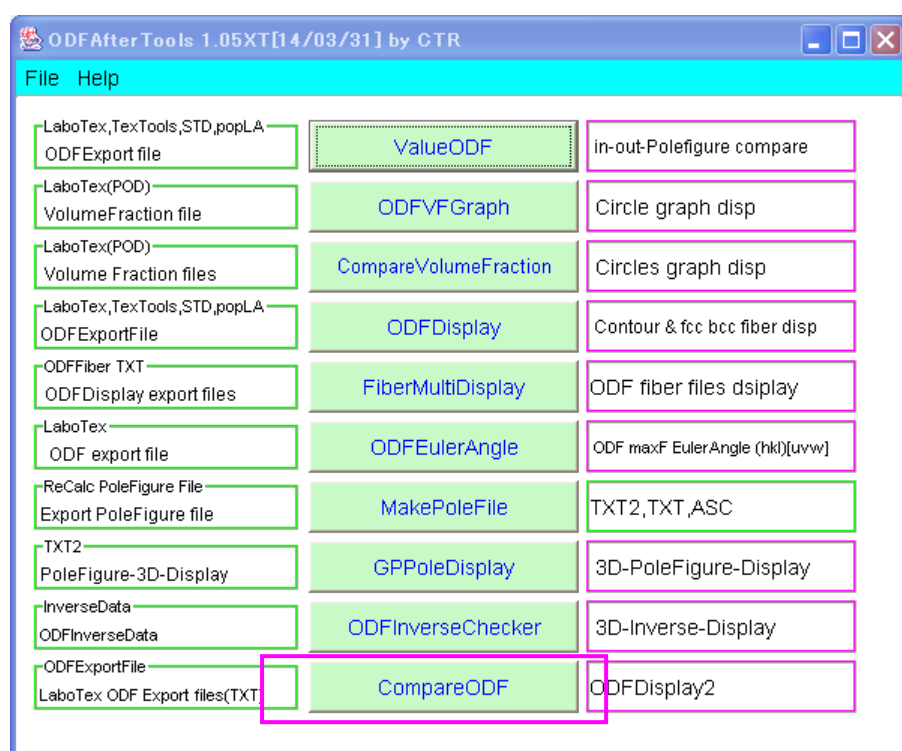 ODFAfterTools 1.05XT[14/03/31] by CTR
File Help
LaboTex,TexTools,STD,popLA
ODFExport file
ValueODF
in-out-Polefigure compare
LaboTex(POD)
VolumeFraction file
ODFVFGraph
Circle graph disp
LaboTex(POD)
Volume Fraction files
CompareVolumeFraction
Circles graph disp
LaboTex,TexTools,STD,popLA
ODFExportFile
ODFDisplay
Contour & fcc bcc fiber disp
ODFFiber TXT
ODFDisplay export files
FiberMultiDisplay
ODF fiber files dsiplay
LaboTex
ODF export file
ODFEulerAngle
ODF maxF EulerAngle (hkl)[uvw]
ReCalc PoleFigure File
Export PoleFigure file
MakePoleFile
TXT2,TXT,ASC
TXT2
PoleFigure-3D-Display
GPPoleDisplay
3D-PoleFigure-Display
InverseData
ODFInverseData
ODFInverseChecker
3D-Inverse-Display
ODFExportFile
LaboTex ODF Export files(TXT)
CompareODF
ODFDisplay2